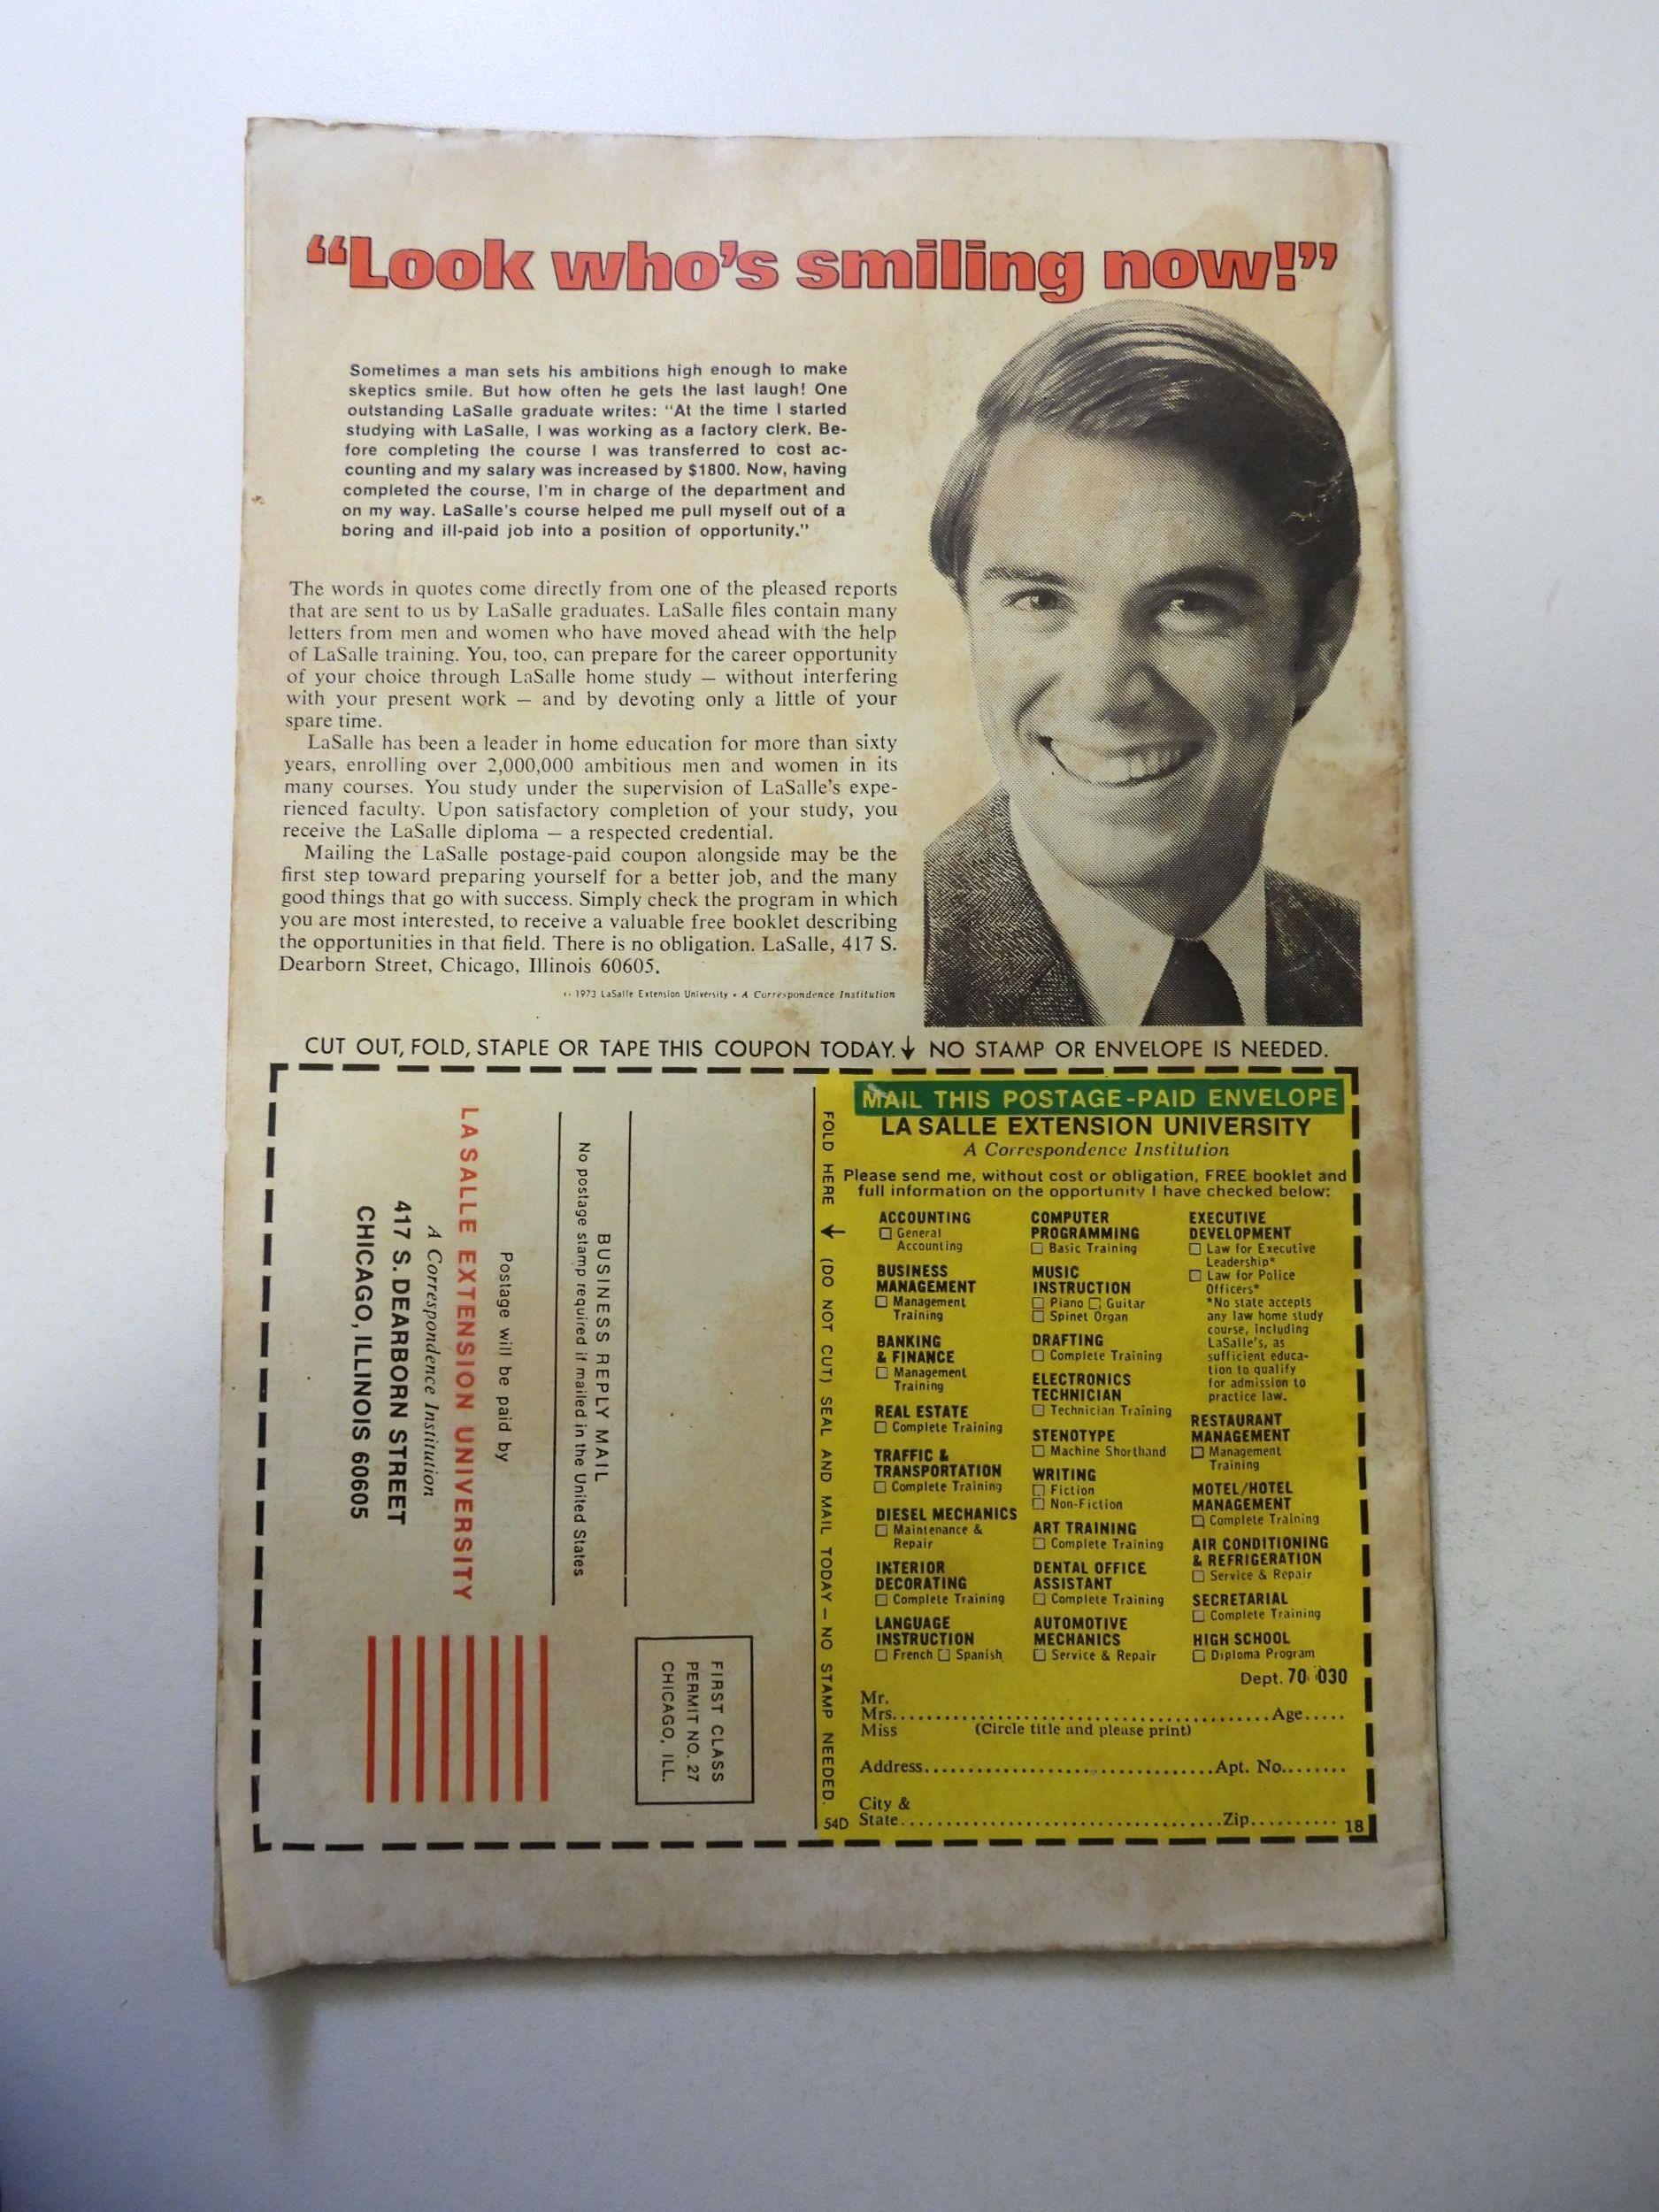 “Look who’s smiling now!”
Sometimes a man sets his ambitions high enough to make
skeptics smile. But how often he gets the last laugh! One
outstanding LaSalle graduate writes: "At the time I started
studying with LaSalle, I was working as a factory clerk. Be-
fore completing the course I was transferred to cost ac-
counting and my salary was increased by $1800. Now, having
completed the course, I'm in charge of the department and
on my way. LaSalle's course helped me pull myself out of a
boring and ill-paid job into a position of opportunity."
The words in quotes come directly from one of the pleased reports
that are sent to us by LaSalle graduates. LaSalle files contain many
letters from men and women who have moved ahead with the help
of LaSalle training. You, too, can prepare for the career opportunity
of your choice through LaSalle home study — without interfering
with your present work — and by devoting only a little of your
spare time.
LaSalle has been a leader in home education for more than sixty
years, enrolling over 2,000,000 ambitious men and women in its
many courses. You study under the supervision of LaSalle's expe-
rienced faculty. Upon satisfactory completion of your study, you
receive the LaSalle diploma — a respected credential.
Mailing the LaSalle postage-paid coupon alongside may be the
first step toward preparing yourself for a better job, and the many
good things that go with success. Simply check the program in which
you are most interested, to receive a valuable free booklet describing
the opportunities in that field. There is no obligation. LaSalle, 417 S.
Dearborn Street, Chicago, Illinois 60605.
© 1973 LaSalle Extension University • A Correspondence Institution
CUT OUT, FOLD, STAPLE OR TAPE THIS COUPON TODAY. ↓ NO STAMP OR ENVELOPE IS NEEDED.
FIRST CLASS
PERMIT NO. 27
CHICAGO, ILL.
BUSINESS REPLY MAIL
No postage stamp required if mailed in the United States
Postage will be paid by
LA SALLE EXTENSION UNIVERSITY
A Correspondence Institution
417 S. DEARBORN STREET
CHICAGO, ILLINOIS 60605
FOLD HERE ← (DO NOT CUT) SEAL AND MAIL TODAY — NO STAMP NEEDED.
MAIL THIS POSTAGE-PAID ENVELOPE
LA SALLE EXTENSION UNIVERSITY
A Correspondence Institution
Please send me, without cost or obligation, FREE booklet and
full information on the opportunity I have checked below:
ACCOUNTING
☐ General
Accounting
BUSINESS
MANAGEMENT
☐ Management
Training
BANKING
& FINANCE
☐ Management
Training
REAL ESTATE
☐ Complete Training
TRAFFIC &
TRANSPORTATION
☐ Complete Training
DIESEL MECHANICS
☐ Maintenance &
Repair
INTERIOR
DECORATING
☐ Complete Training
LANGUAGE
INSTRUCTION
☐ French ☐ Spanish
COMPUTER
PROGRAMMING
☐ Basic Training
MUSIC
INSTRUCTION
☐ Piano ☐ Guitar
☐ Spinet Organ
DRAFTING
☐ Complete Training
ELECTRONICS
TECHNICIAN
☐ Technician Training
STENOTYPE
☐ Machine Shorthand
WRITING
☐ Fiction
☐ Non-Fiction
ART TRAINING
☐ Complete Training
DENTAL OFFICE
ASSISTANT
☐ Complete Training
AUTOMOTIVE
MECHANICS
☐ Service & Repair
EXECUTIVE
DEVELOPMENT
☐ Law for Executive
Leadership*
☐ Law for Police
Officers*
*No state accepts
any law home study
course, including
LaSalle's, as
sufficient educa-
tion to qualify
for admission to
practice law.
RESTAURANT
MANAGEMENT
☐ Management
Training
MOTEL/HOTEL
MANAGEMENT
☐ Complete Training
AIR CONDITIONING
& REFRIGERATION
☐ Service & Repair
SECRETARIAL
☐ Complete Training
HIGH SCHOOL
☐ Diploma Program
Dept. 70-030
Mr.
Mrs. Age
Miss (Circle title and please print)
Address Apt. No.
City &
State Zip
54D 18